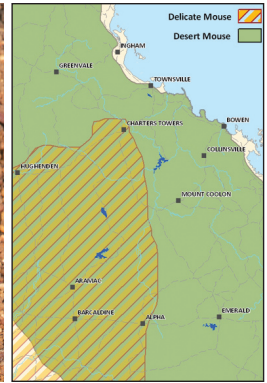 Delicate Mouse
Desert Mouse
INGHAM
GREENVALE
TOWNSVILLE
CHARTERS TOWERS
BOWEN
COLLINSVILLE
HUGHENDEN
MOUNT COOLON
ARAMAC
BARCALDINE
ALPHA
EMERALD